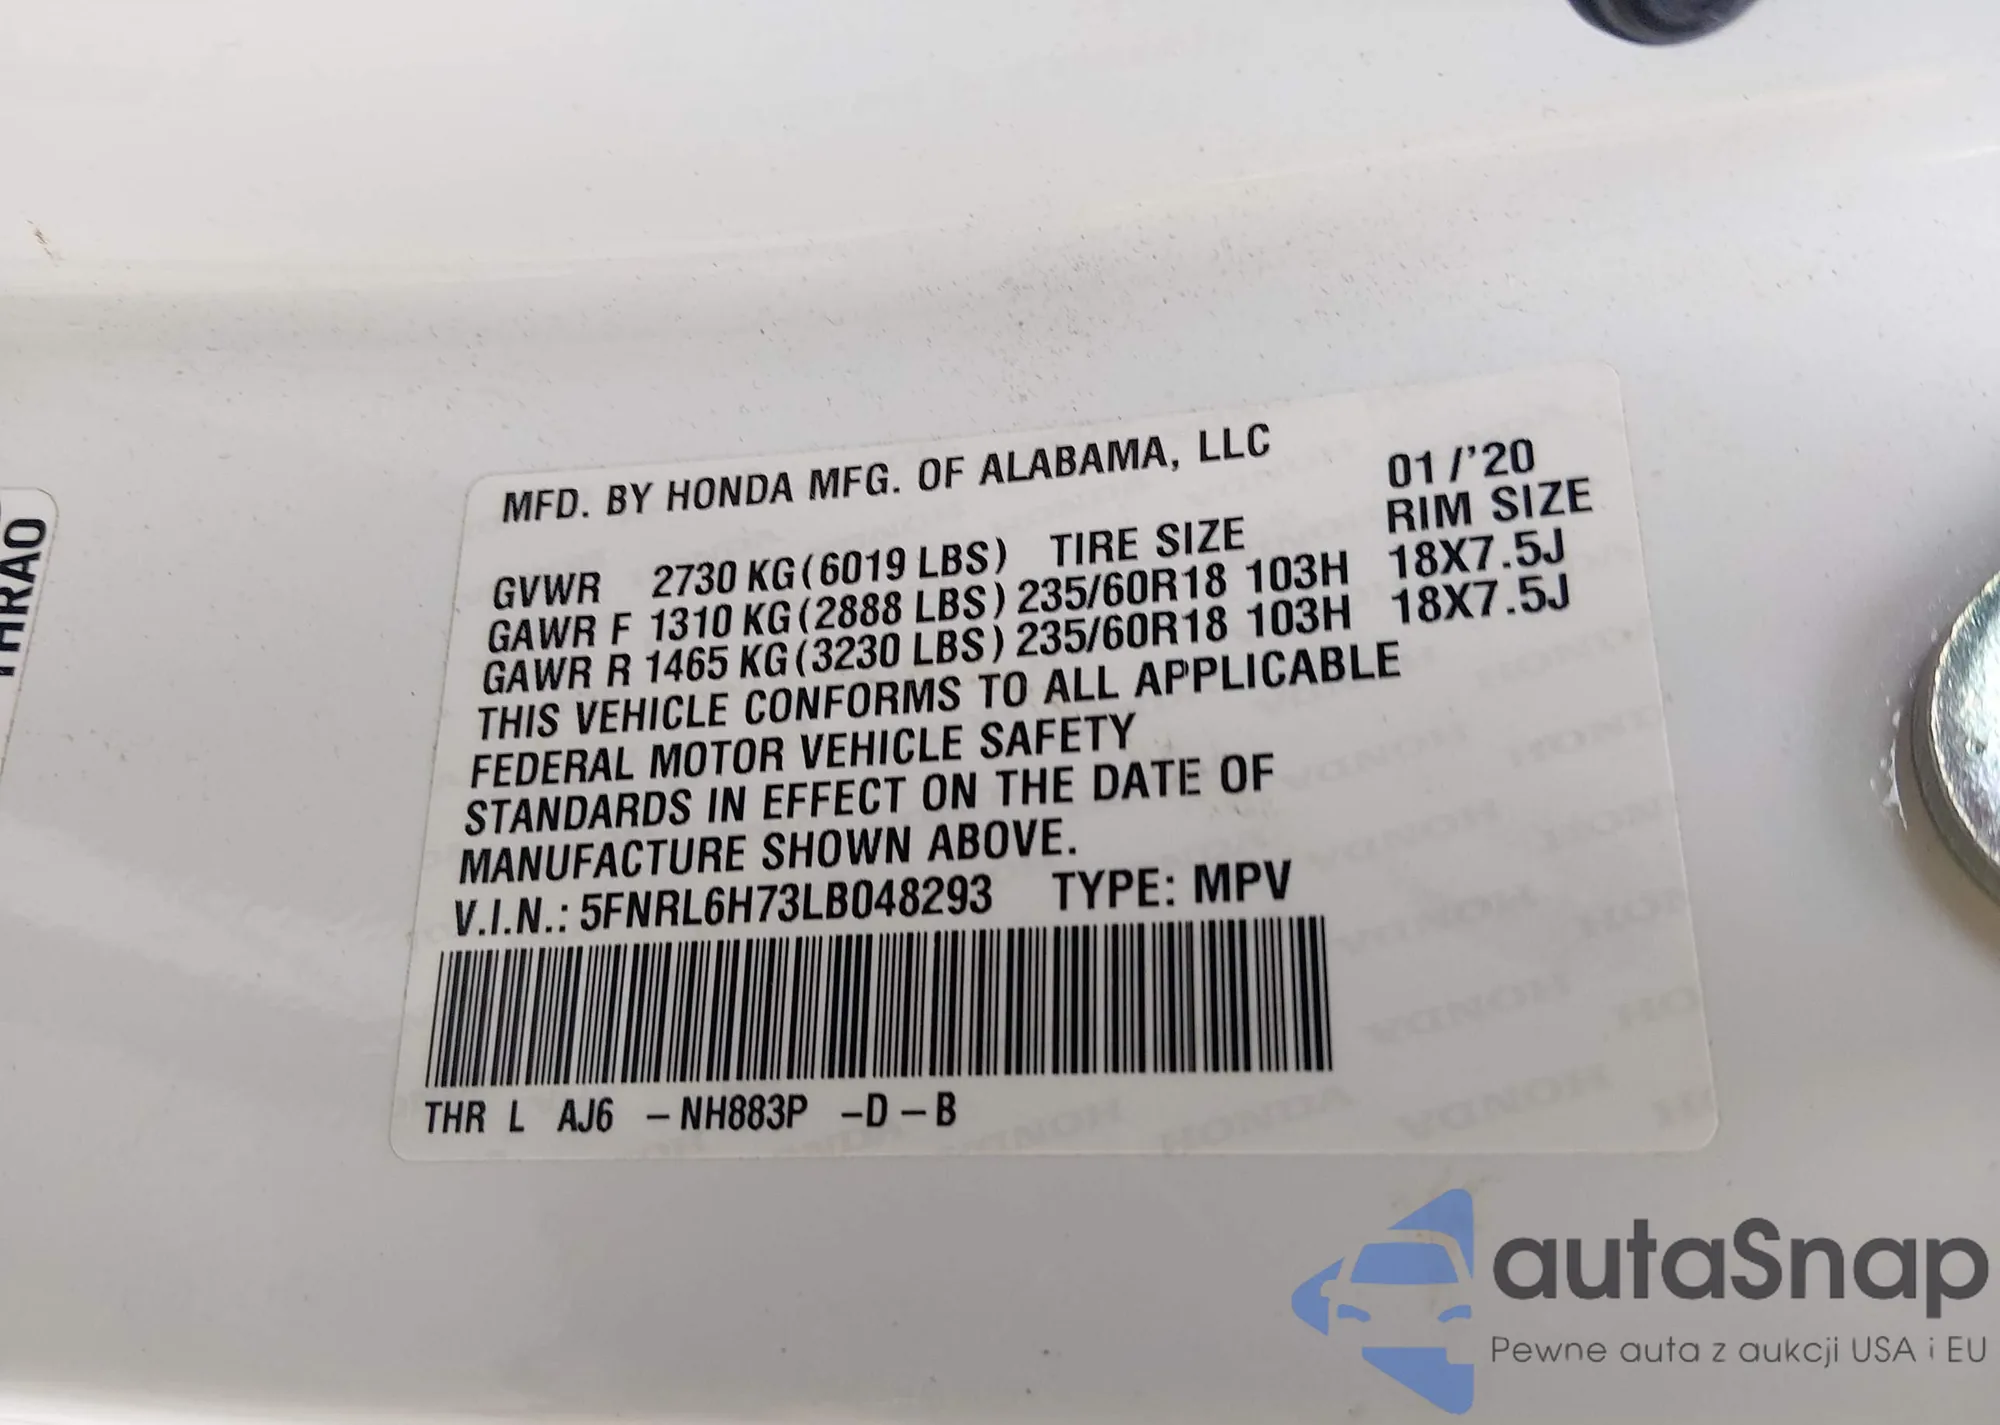 THRAO
MFD. BY HONDA MFG. OF ALABAMA, LLC 01/'20
GVWR 2730 KG(6019 LBS) TIRE SIZE RIM SIZE
GAWR F 1310 KG(2888 LBS) 235/60R18 103H 18X7.5J
GAWR R 1465 KG(3230 LBS) 235/60R18 103H 18X7.5J
THIS VEHICLE CONFORMS TO ALL APPLICABLE
FEDERAL MOTOR VEHICLE SAFETY
STANDARDS IN EFFECT ON THE DATE OF
MANUFACTURE SHOWN ABOVE.
V.I.N.: 5FNRL6H73LB048293 TYPE: MPV
THR L AJ6 -NH883P -D-B
autaSnap
Pewne auta z aukcji USA i EU